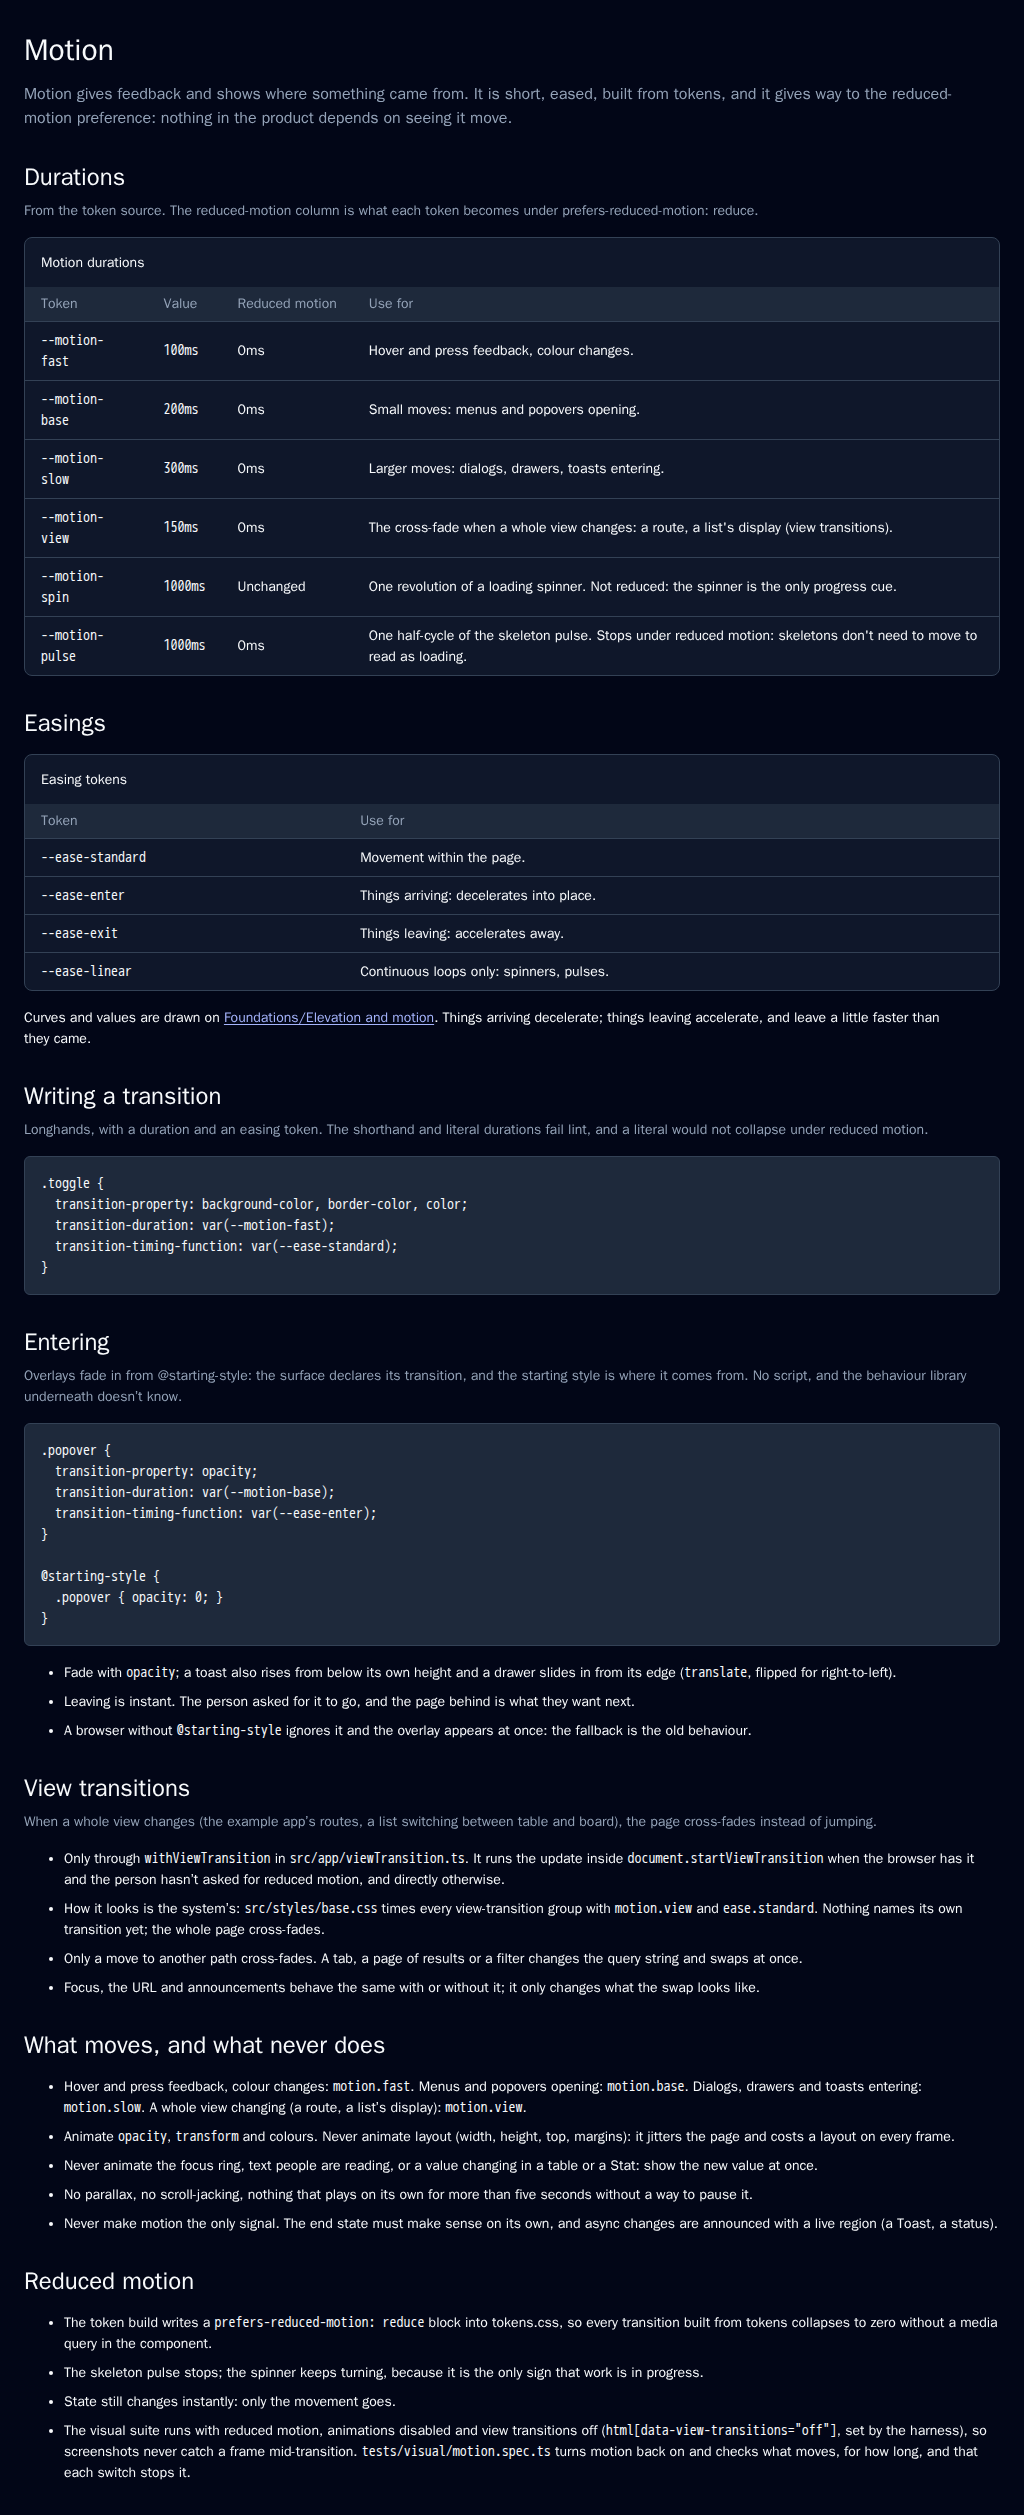 Motion
Motion gives feedback and shows where something came from. It is short, eased, built from tokens, and it gives way to the reduced-
motion preference: nothing in the product depends on seeing it move.
Durations
From the token source. The reduced-motion column is what each token becomes under prefers-reduced-motion: reduce.
Motion durations
Token Value Reduced motion Use for
--motion-
fast 100ms 0ms Hover and press feedback, colour changes.
--motion-
base 200ms 0ms Small moves: menus and popovers opening.
--motion-
slow 300ms 0ms Larger moves: dialogs, drawers, toasts entering.
--motion-
view 150ms 0ms The cross-fade when a whole view changes: a route, a list's display (view transitions).
--motion-
spin 1000ms Unchanged One revolution of a loading spinner. Not reduced: the spinner is the only progress cue.
--motion-
pulse 1000ms 0ms One half-cycle of the skeleton pulse. Stops under reduced motion: skeletons don't need to move to
read as loading.
Easings
Easing tokens
Token Use for
--ease-standard Movement within the page.
--ease-enter Things arriving: decelerates into place.
--ease-exit Things leaving: accelerates away.
--ease-linear Continuous loops only: spinners, pulses.
Curves and values are drawn on Foundations/Elevation and motion. Things arriving decelerate; things leaving accelerate, and leave a little faster than
they came.
Writing a transition
Longhands, with a duration and an easing token. The shorthand and literal durations fail lint, and a literal would not collapse under reduced motion.
.toggle {
  transition-property: background-color, border-color, color;
  transition-duration: var(--motion-fast);
  transition-timing-function: var(--ease-standard);
}
Entering
Overlays fade in from @starting-style: the surface declares its transition, and the starting style is where it comes from. No script, and the behaviour library
underneath doesn't know.
.popover {
  transition-property: opacity;
  transition-duration: var(--motion-base);
  transition-timing-function: var(--ease-enter);
}
@starting-style {
  .popover { opacity: 0; }
}
• Fade with opacity; a toast also rises from below its own height and a drawer slides in from its edge (translate, flipped for right-to-left).
• Leaving is instant. The person asked for it to go, and the page behind is what they want next.
• A browser without @starting-style ignores it and the overlay appears at once: the fallback is the old behaviour.
View transitions
When a whole view changes (the example app's routes, a list switching between table and board), the page cross-fades instead of jumping.
• Only through withViewTransition in src/app/viewTransition.ts. It runs the update inside document.startViewTransition when the browser has it
and the person hasn't asked for reduced motion, and directly otherwise.
• How it looks is the system's: src/styles/base.css times every view-transition group with motion.view and ease.standard. Nothing names its own
transition yet; the whole page cross-fades.
• Only a move to another path cross-fades. A tab, a page of results or a filter changes the query string and swaps at once.
• Focus, the URL and announcements behave the same with or without it; it only changes what the swap looks like.
What moves, and what never does
• Hover and press feedback, colour changes: motion.fast. Menus and popovers opening: motion.base. Dialogs, drawers and toasts entering:
motion.slow. A whole view changing (a route, a list's display): motion.view.
• Animate opacity, transform and colours. Never animate layout (width, height, top, margins): it jitters the page and costs a layout on every frame.
• Never animate the focus ring, text people are reading, or a value changing in a table or a Stat: show the new value at once.
• No parallax, no scroll-jacking, nothing that plays on its own for more than five seconds without a way to pause it.
• Never make motion the only signal. The end state must make sense on its own, and async changes are announced with a live region (a Toast, a status).
Reduced motion
• The token build writes a prefers-reduced-motion: reduce block into tokens.css, so every transition built from tokens collapses to zero without a media
query in the component.
• The skeleton pulse stops; the spinner keeps turning, because it is the only sign that work is in progress.
• State still changes instantly: only the movement goes.
• The visual suite runs with reduced motion, animations disabled and view transitions off (html[data-view-transitions="off"], set by the harness), so
screenshots never catch a frame mid-transition. tests/visual/motion.spec.ts turns motion back on and checks what moves, for how long, and that
each switch stops it.